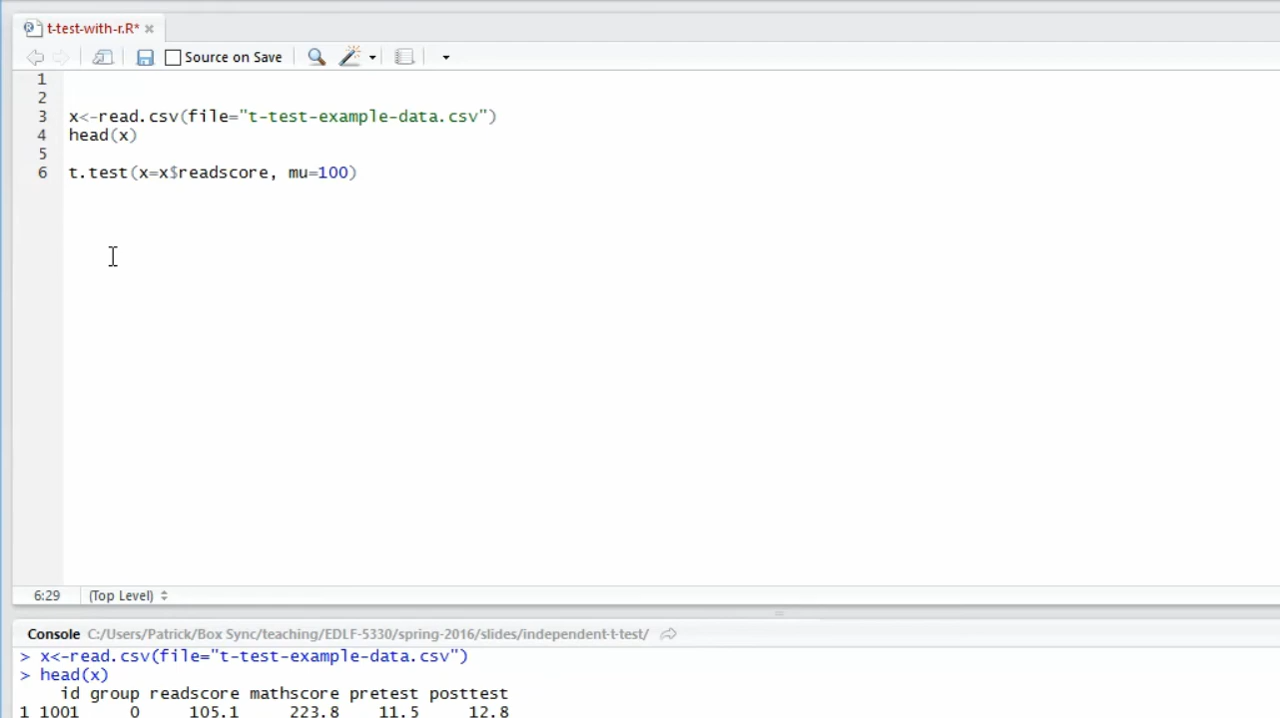 t-test-with-r.R*
Source on Save
1
2
3 x<-read.csv(file="t-test-example-data.csv")
4 head(x)
5
6 t.test(x=x$readscore, mu=100)
6:29 (Top Level)
Console C:/Users/Patrick/Box Sync/teaching/EDLF-5330/spring-2016/slides/independent-t-test/
> x<-read.csv(file="t-test-example-data.csv")
> head(x)
id group readscore mathscore pretest posttest
1 1001 0 105.1 223.8 11.5 12.8